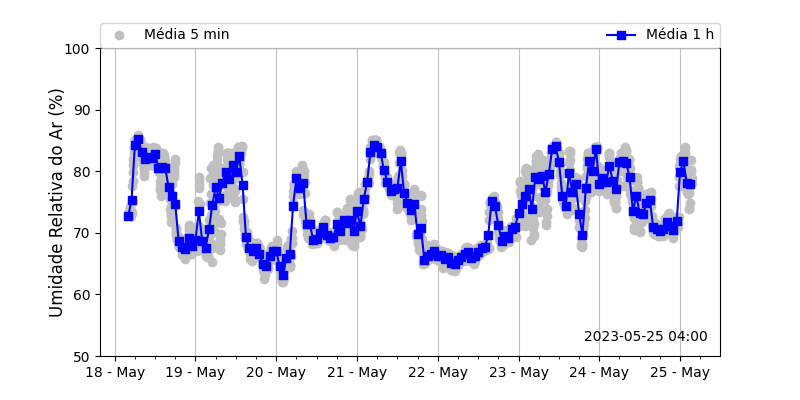 Média 5 min
Média 1 h
100
90
80
70
60
50
Umidade Relativa do Ar (%)
2023-05-25 04:00
18 - May
19 - May
20 - May
21 - May
22 - May
23 - May
24 - May
25 - May